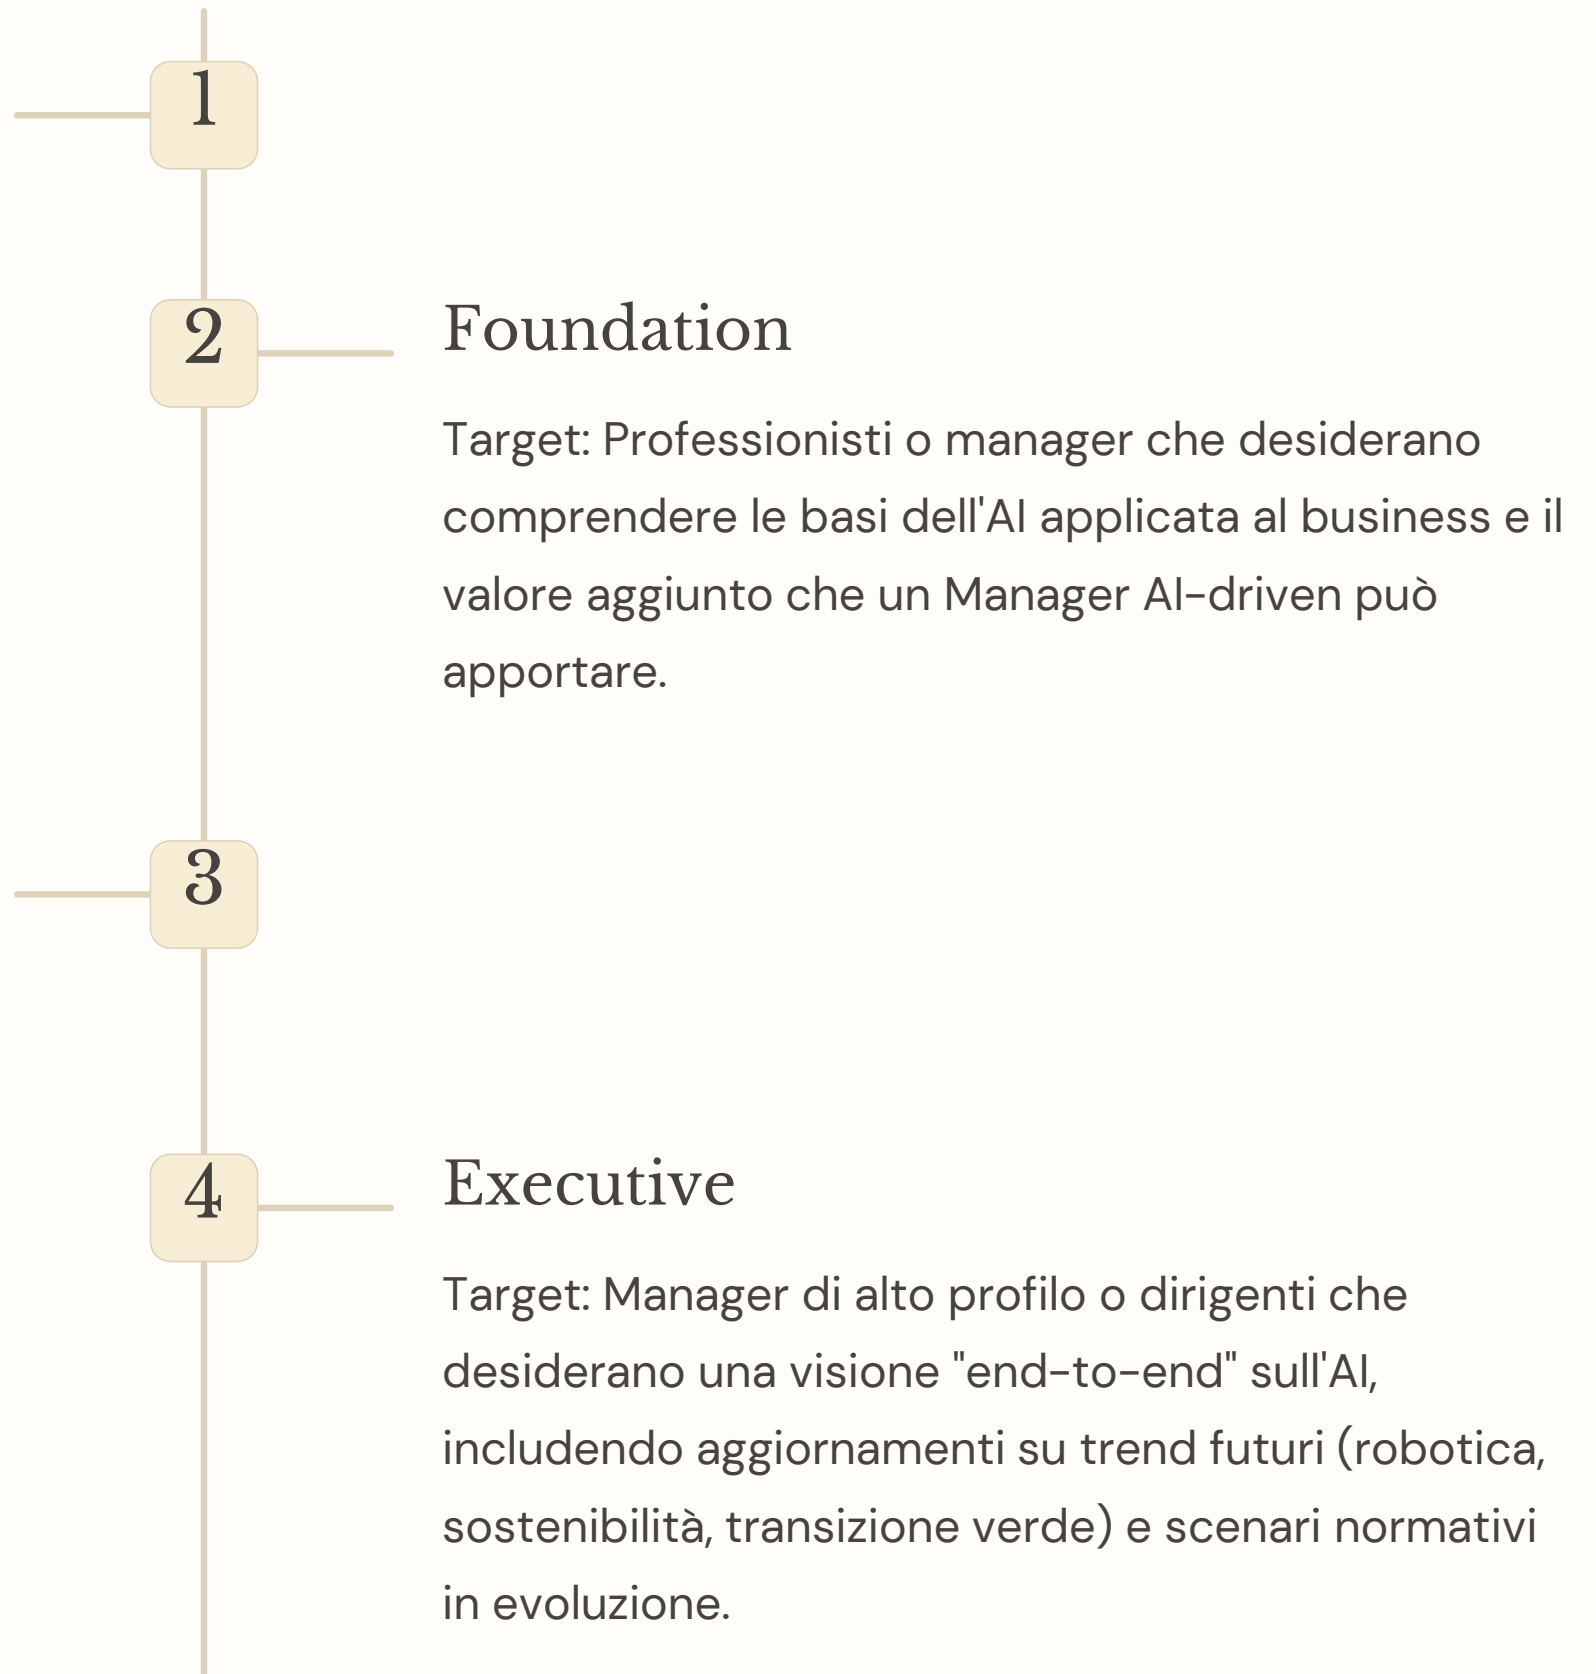 1
2
Foundation
Target: Professionisti o manager che desiderano
comprendere le basi dell'AI applicata al business e il
valore aggiunto che un Manager AI-driven può
apportare.
3
4
Executive
Target: Manager di alto profilo o dirigenti che
desiderano una visione "end-to-end" sull'AI,
includendo aggiornamenti su trend futuri (robotica,
sostenibilità, transizione verde) e scenari normativi
in evoluzione.